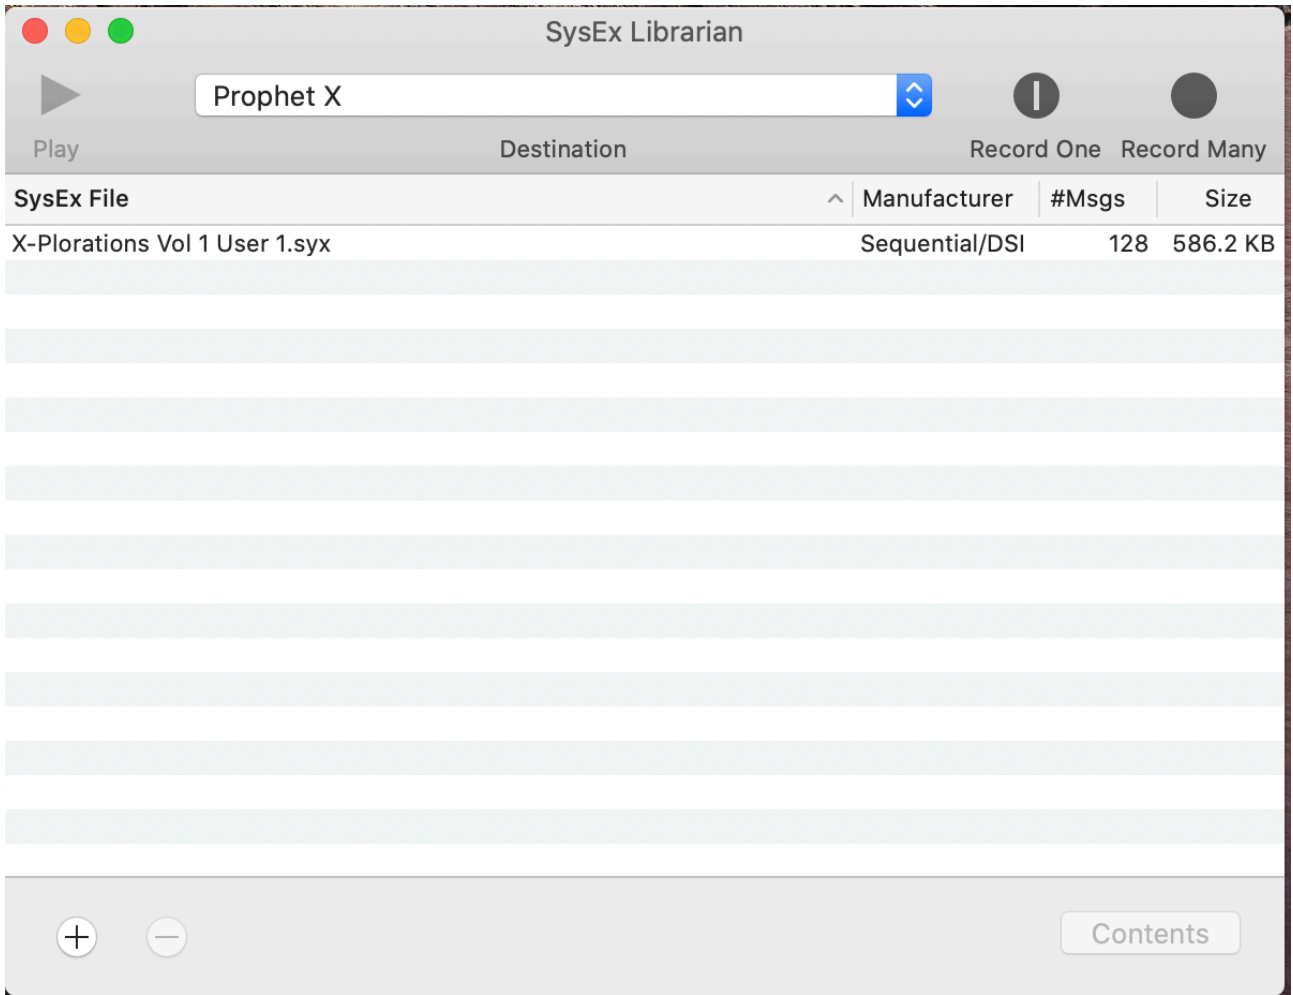 SysEx Librarian
Prophet X
Play
Destination
Record One
Record Many
SysEx File
Manufacturer
#Msgs
Size
X-Plorations Vol 1 User 1.syx
Sequential/DSI
128
586.2 KB
Contents